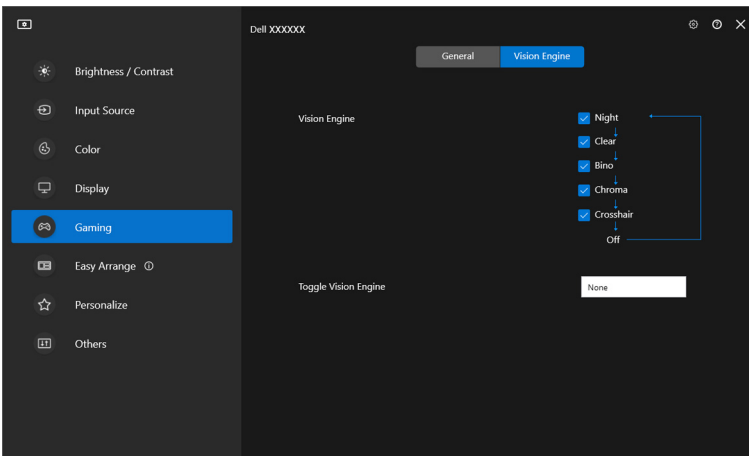 Dell XXXXXX
General
Vision Engine
Brightness / Contrast
Input Source
Color
Display
Gaming
Easy Arrange
Personalize
Others
Vision Engine
Night
Clear
Bino
Chroma
Crosshair
Off
Toggle Vision Engine
None